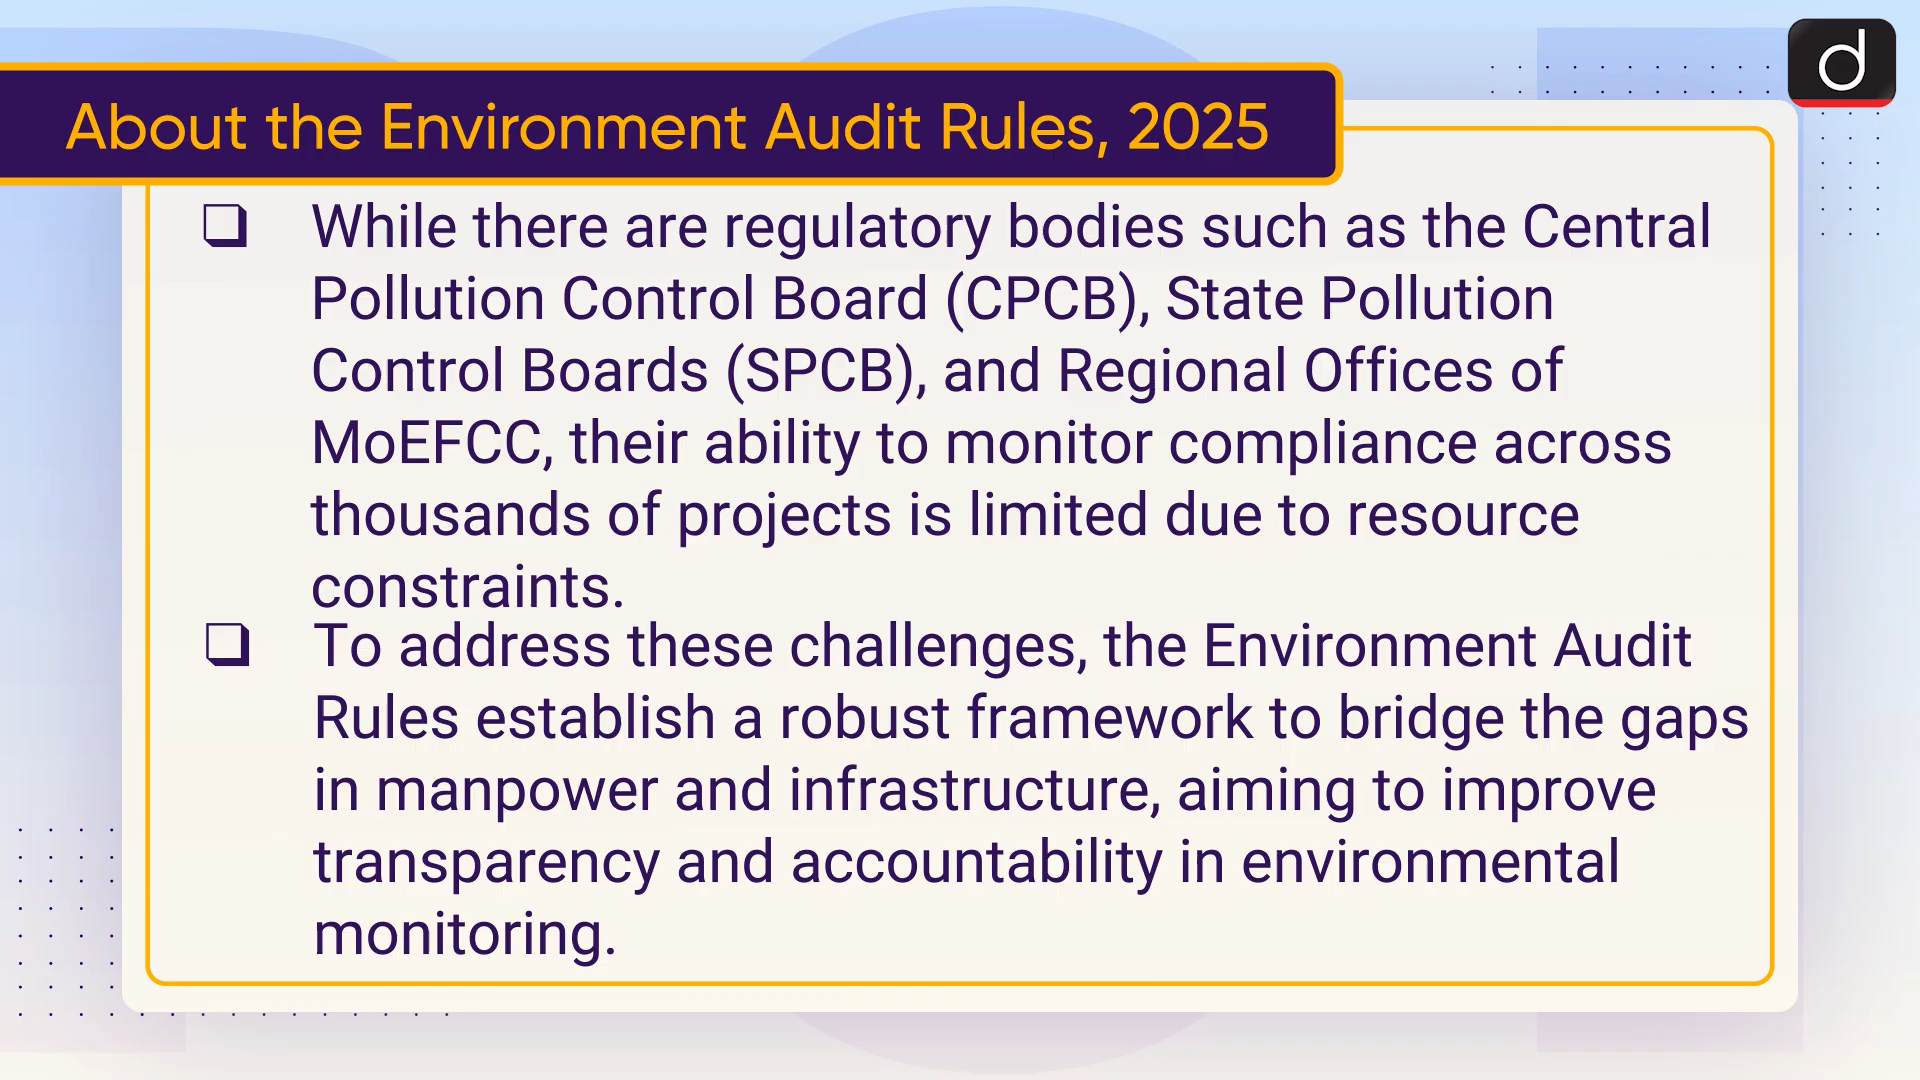 About the Environment Audit Rules, 2025
❑ While there are regulatory bodies such as the Central
Pollution Control Board (CPCB), State Pollution
Control Boards (SPCB), and Regional Offices of
MoEFCC, their ability to monitor compliance across
thousands of projects is limited due to resource
constraints.
❑ To address these challenges, the Environment Audit
Rules establish a robust framework to bridge the gaps
in manpower and infrastructure, aiming to improve
transparency and accountability in environmental
monitoring.
d